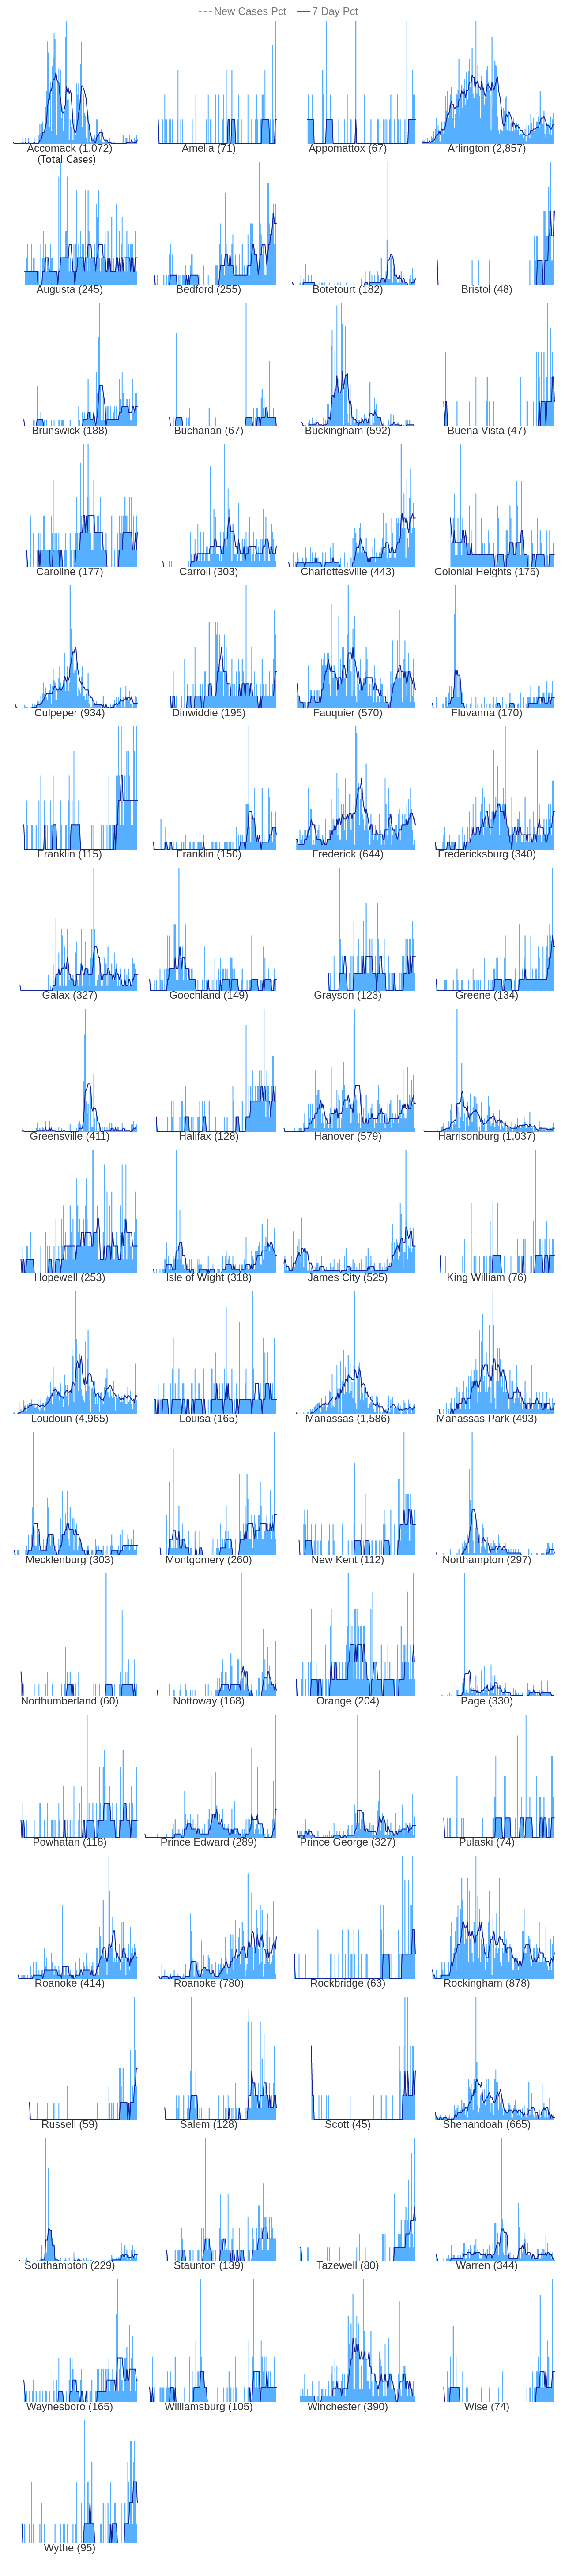 New Cases Pct 7 Day Pct
Accomack (1,072) Amelia (71) Appomattox (67) Arlington (2,857)
(Total Cases)
Augusta (245) Bedford (255) Botetourt (182) Bristol (48)
Brunswick (188) Buchanan (67) Buckingham (592) Buena Vista (47)
Caroline (177) Carroll (303) Charlottesville (443) Colonial Heights (175)
Culpeper (934) Dinwiddie (195) Fauquier (570) Fluvanna (170)
Franklin (115) Franklin (150) Frederick (644) Fredericksburg (340)
Galax (327) Goochland (149) Grayson (123) Greene (134)
Greensville (411) Halifax (128) Hanover (579) Harrisonburg (1,037)
Hopewell (253) Isle of Wight (318) James City (525) King William (76)
Loudoun (4,965) Louisa (165) Manassas (1,586) Manassas Park (493)
Mecklenburg (303) Montgomery (260) New Kent (112) Northampton (297)
Northumberland (60) Nottoway (168) Orange (204) Page (330)
Powhatan (118) Prince Edward (289) Prince George (327) Pulaski (74)
Roanoke (414) Roanoke (780) Rockbridge (63) Rockingham (878)
Russell (59) Salem (128) Scott (45) Shenandoah (665)
Southampton (229) Staunton (139) Tazewell (80) Warren (344)
Waynesboro (165) Williamsburg (105) Winchester (390) Wise (74)
Wythe (95)